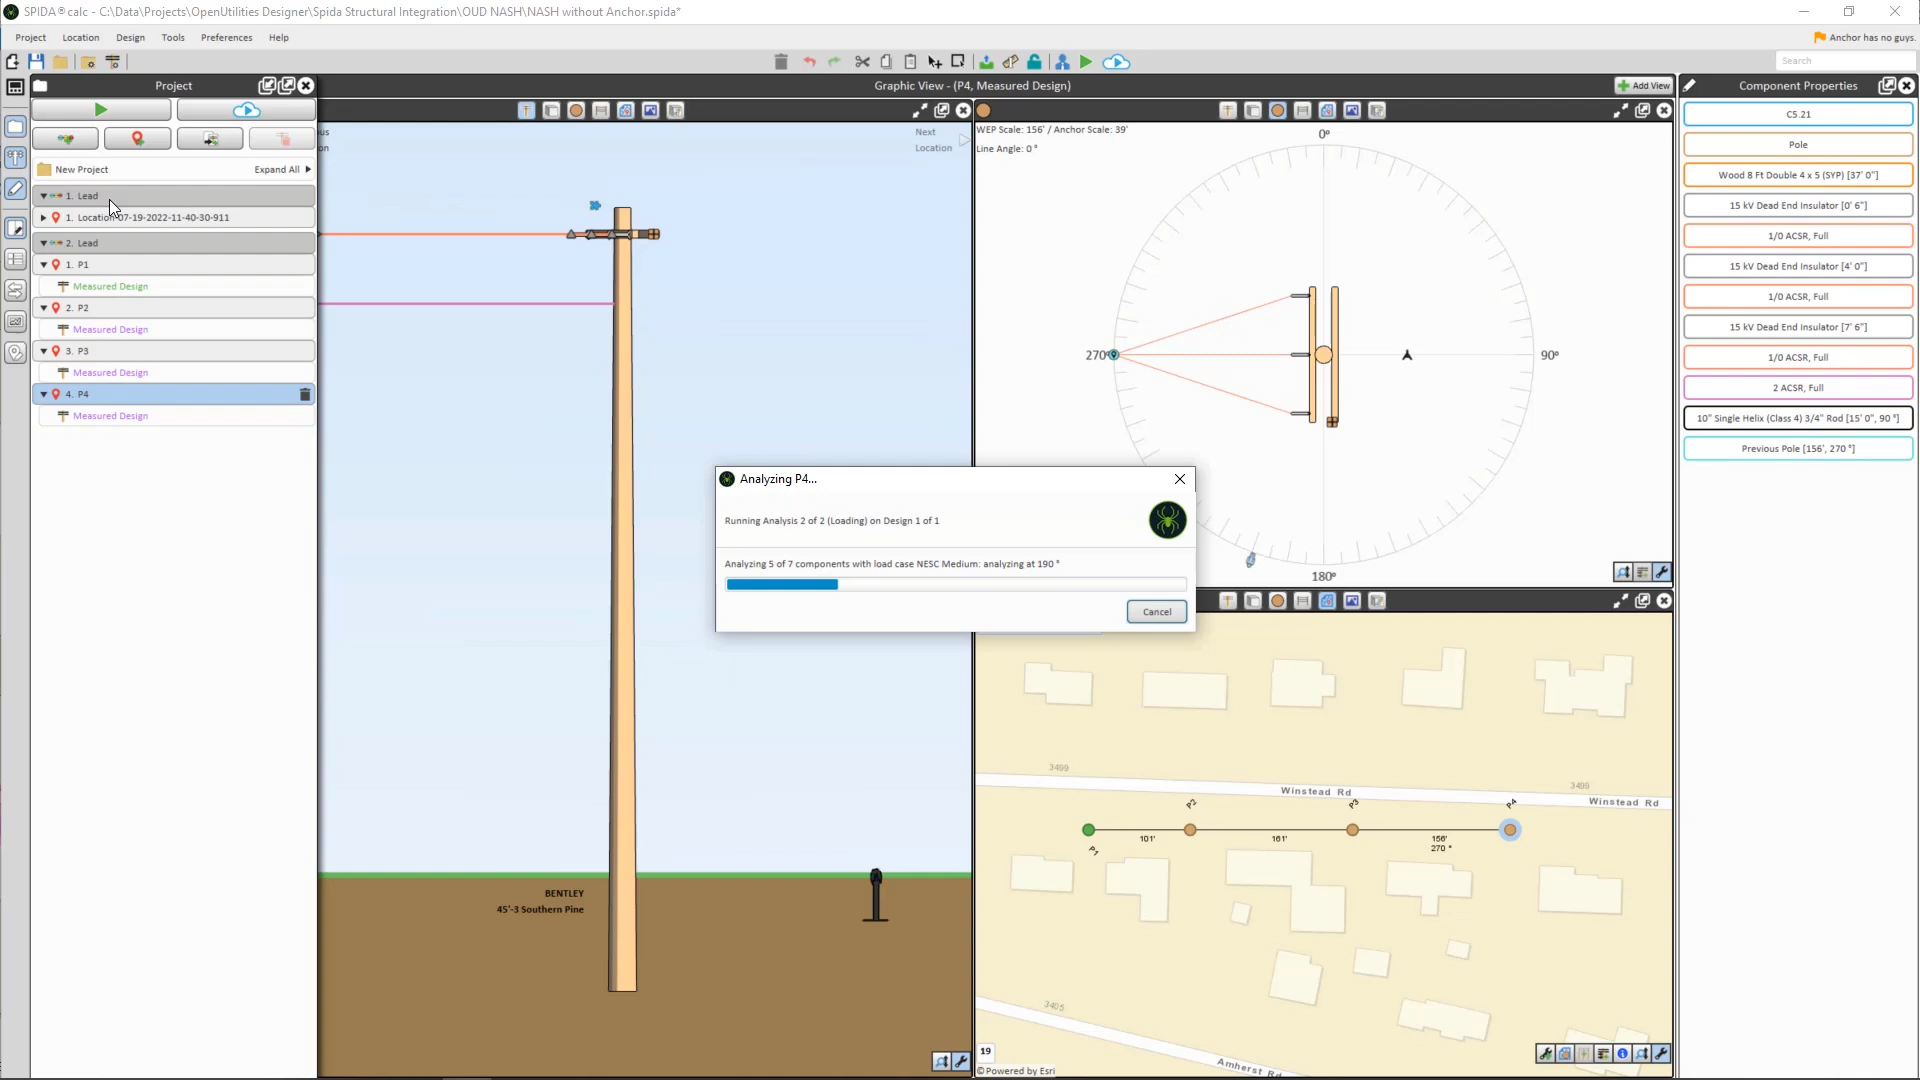 SPIDA®calc - C:\Data\Projects\OpenUtilities Designer\Spida Structural Integration\OUD NASH\NASH without Anchor.spida*
Project Location Design Tools Preferences Help
Anchor has no guys.
Search
Project
Graphic View - (P4, Measured Design)
Add View
Component Properties
New Project
Expand All
1. Lead
1. Location-07-19-2022-11-40-30-911
2. Lead
1. P1
Measured Design
2. P2
Measured Design
3. P3
Measured Design
4. P4
Measured Design
Next
Location
BENTLEY
45'-3 Southern Pine
WEP Scale: 156' / Anchor Scale: 39'
Line Angle: 0 °
0°
270°
90°
180°
Analyzing P4...
Running Analysis 2 of 2 (Loading) on Design 1 of 1
Analyzing 5 of 7 components with load case NESC Medium: analyzing at 190 °
Cancel
3499
3499
Winstead Rd
Winstead Rd
P1
P2
P3
P4
101'
161'
156'
270 °
3405
Amherst Rd
19
©Powered by Esri
C5.21
Pole
Wood 8 Ft Double 4 x 5 (SYP) [37' 0"]
15 kV Dead End Insulator [0' 6"]
1/0 ACSR, Full
15 kV Dead End Insulator [4' 0"]
1/0 ACSR, Full
15 kV Dead End Insulator [7' 6"]
1/0 ACSR, Full
2 ACSR, Full
10" Single Helix (Class 4) 3/4" Rod [15' 0", 90 °]
Previous Pole [156', 270 °]